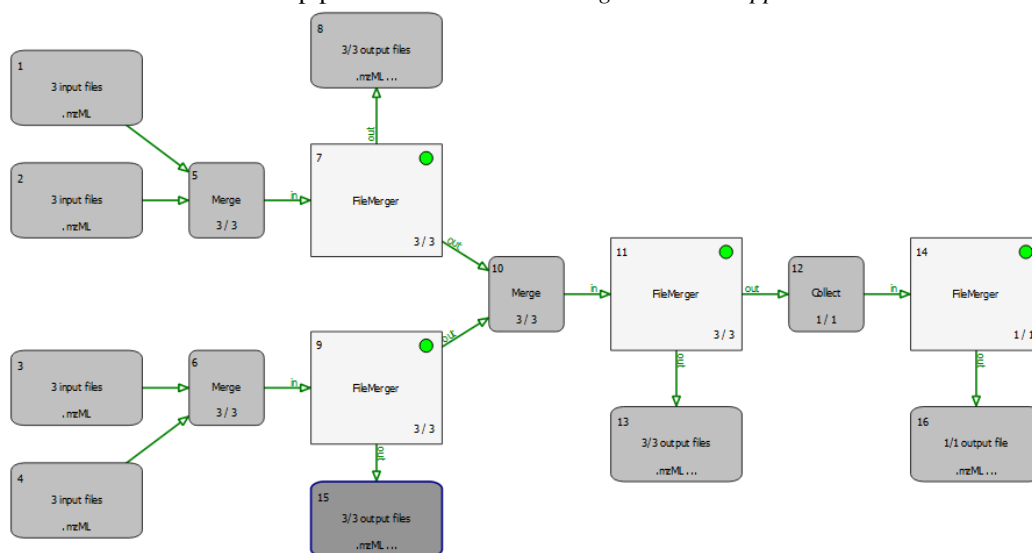 1
3 input files
.mzML
2
3 input files
.mzML
5
Merge
3 / 3
in
8
3/3 output files
.mzML ...
out
7
FileMerger
3 / 3
out
3
3 input files
.mzML
4
3 input files
.mzML
6
Merge
3 / 3
in
9
FileMerger
3 / 3
out
out
15
3/3 output files
.mzML ...
10
Merge
3 / 3
in
11
FileMerger
3 / 3
out
out
13
3/3 output files
.mzML ...
12
Collect
1 / 1
in
14
FileMerger
1 / 1
out
16
1/1 output file
.mzML ...